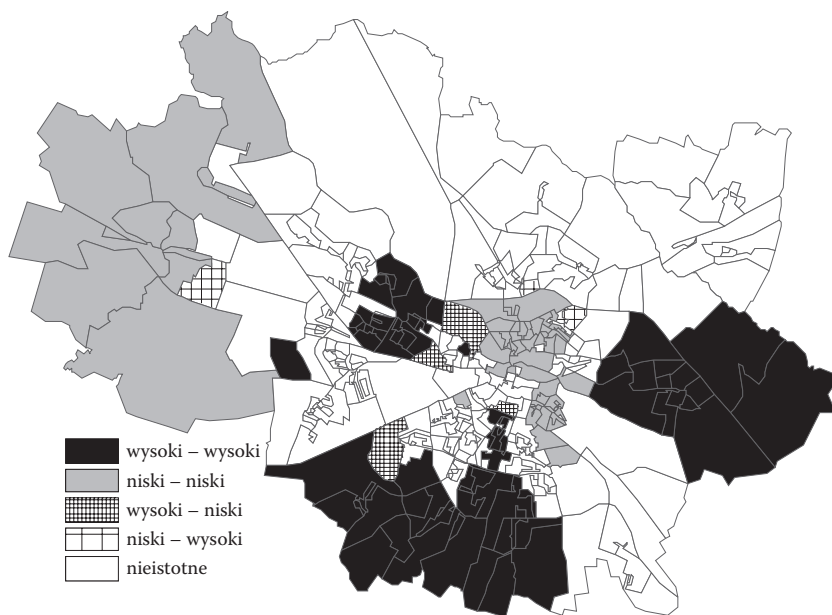 wysoki – wysoki
niski – niski
wysoki – niski
niski – wysoki
nieistotne